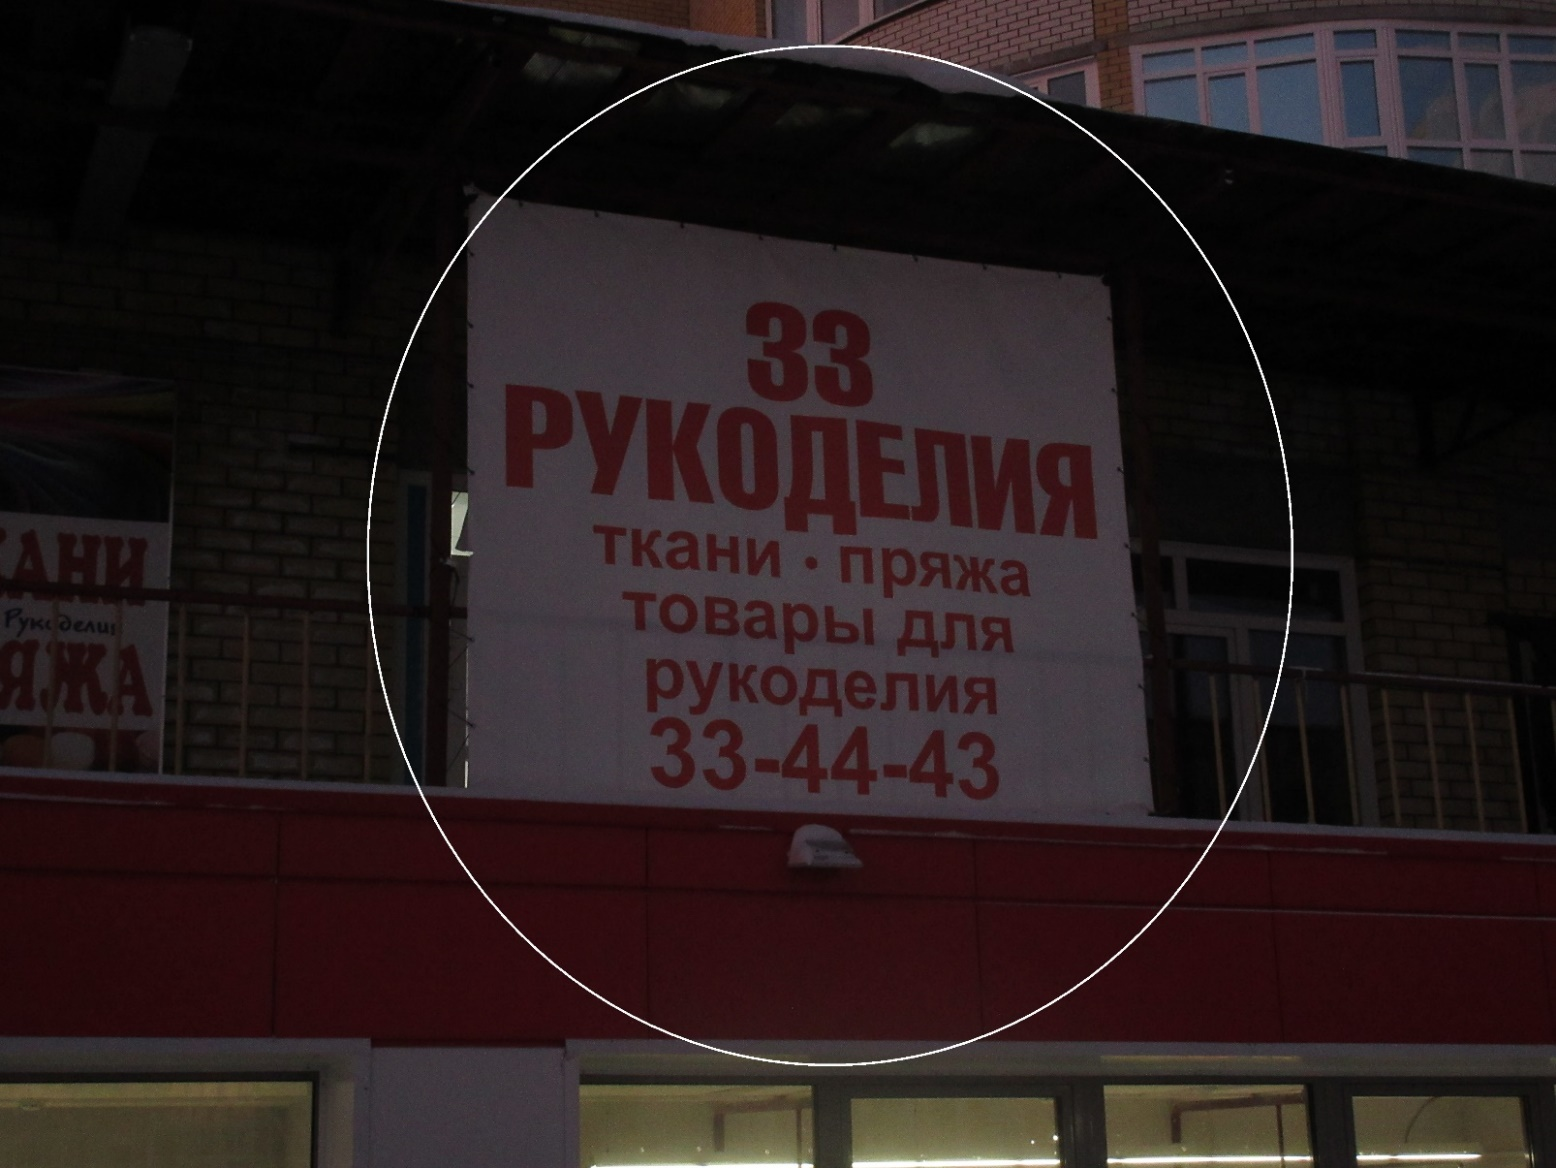 33
РУКОДЕЛИЯ
ткани · пряжа
товары для
рукоделия
33-44-43